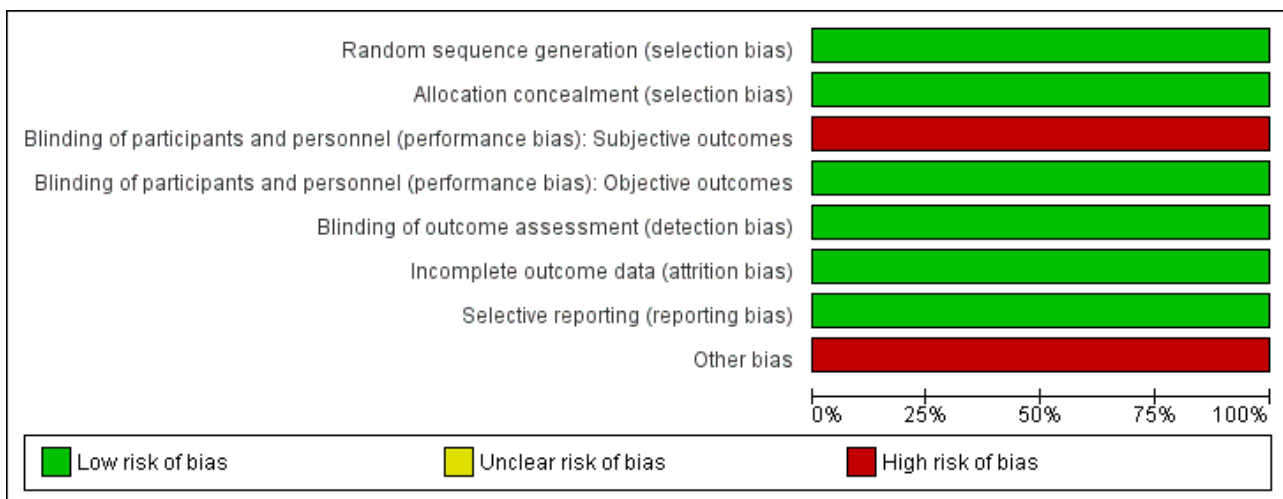 Random sequence generation (selection bias)
Allocation concealment (selection bias)
Blinding of participants and personnel (performance bias): Subjective outcomes
Blinding of participants and personnel (performance bias): Objective outcomes
Blinding of outcome assessment (detection bias)
Incomplete outcome data (attrition bias)
Selective reporting (reporting bias)
Other bias
0% 25% 50% 75% 100%
Low risk of bias Unclear risk of bias High risk of bias